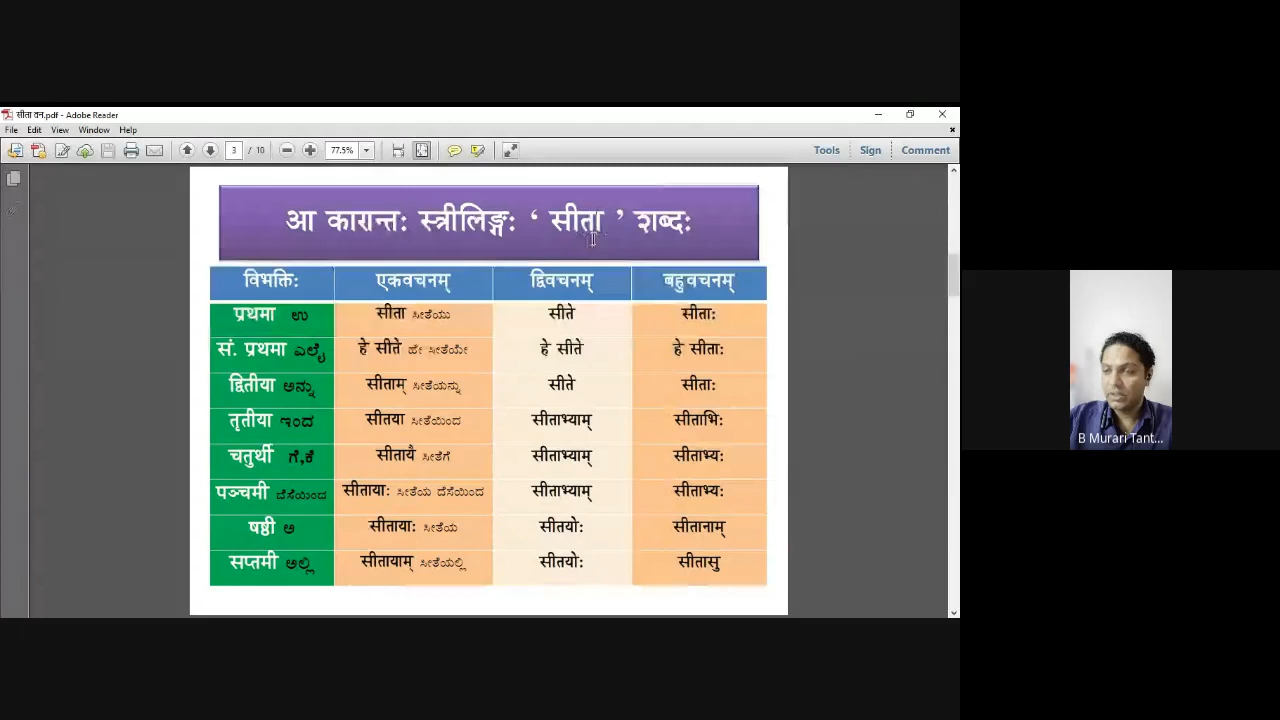 सीता वन.pdf - Adobe Reader
File Edit View Window Help
3 / 10 77.5% Tools Sign Comment
आ कारान्तः स्त्रीलिङ्गः ‘ सीता ’ शब्दः
विभक्तिः एकवचनम् द्विवचनम् बहुवचनम्
प्रथमा ಉ सीता ಸೀತೆಯು सीते सीताः
सं. प्रथमा ಎಲೈ हे सीते ಹೇ ಸೀತೆಯೇ हे सीते हे सीताः
द्वितीया ಅನ್ನು सीताम् ಸೀತೆಯನ್ನು सीते सीताः
तृतीया ಇಂದ सीतया ಸೀತೆಯಿಂದ सीताभ्याम् सीताभिः
चतुर्थी ಗೆ,ಕೆ सीतायै ಸೀತೆಗೆ सीताभ्याम् सीताभ्यः
पञ्चमी ದೆಸೆಯಿಂದ सीतायाः ಸೀತೆಯ ದೆಸೆಯಿಂದ सीताभ्याम् सीताभ्यः
षष्ठी ಅ सीतायाः ಸೀತೆಯ सीतयोः सीतानाम्
सप्तमी ಅಲ್ಲಿ सीतायाम् ಸೀತೆಯಲ್ಲಿ सीतयोः सीतासु
B Murari Tant...